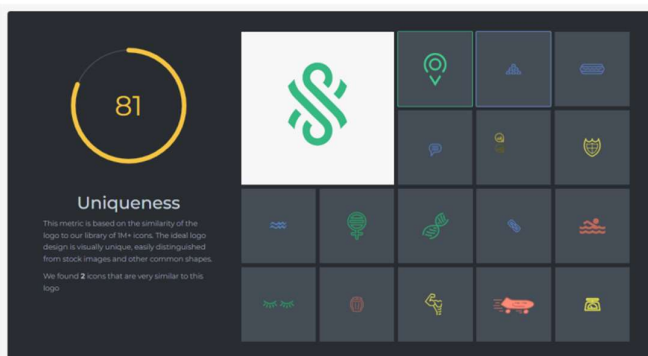 81
Uniqueness
This metric is based on the similarity of the
logo to our library of 1M+ icons. The ideal logo
design is visually unique, easily distinguished
from stock images and other common shapes.
We found 2 icons that are very similar to this
logo